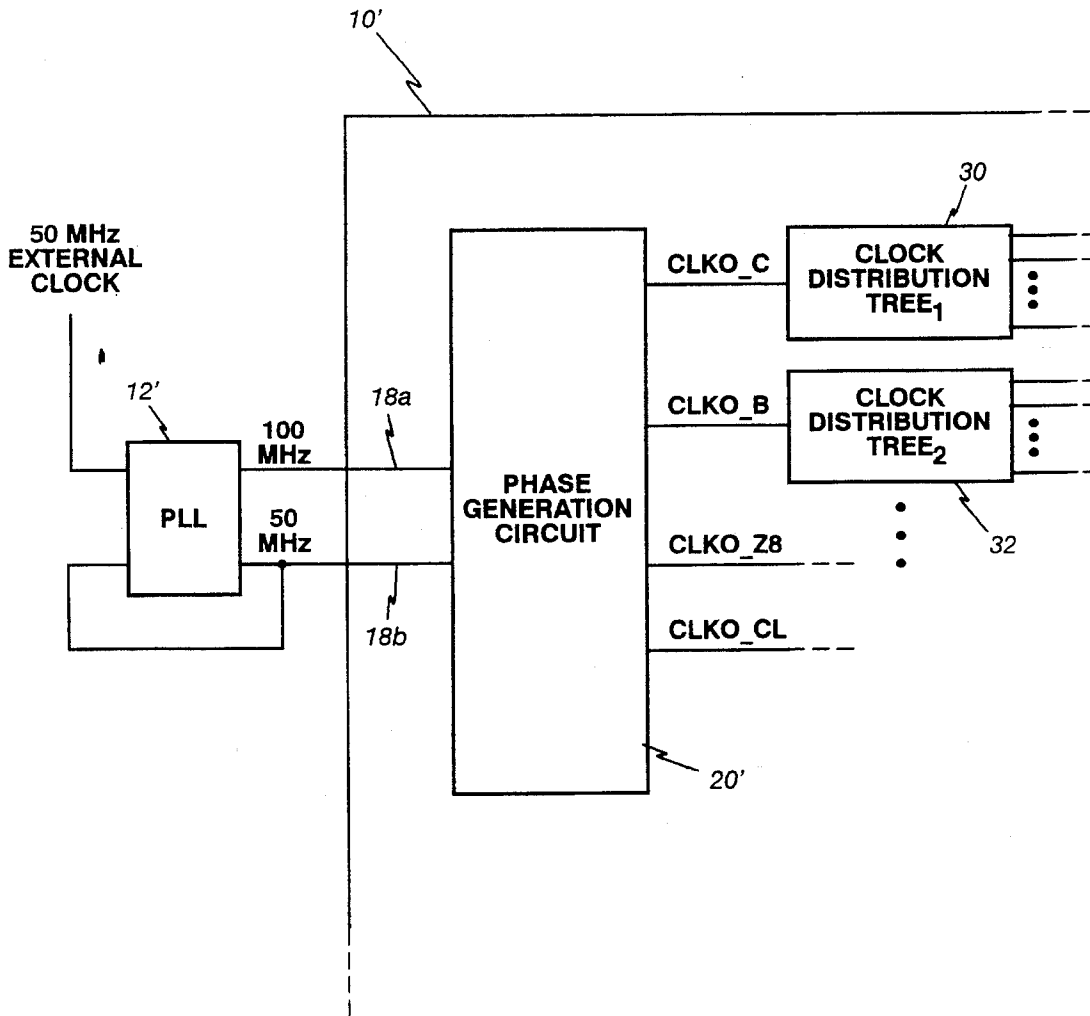 10'
30
50 MHz
EXTERNAL
CLOCK
CLKO_C
CLOCK
DISTRIBUTION
TREE1
12'
18a
100
MHz
CLKO_B
CLOCK
DISTRIBUTION
TREE2
PLL
PHASE
GENERATION
CIRCUIT
50
MHz
CLKO_Z8
32
18b
CLKO_CL
20'